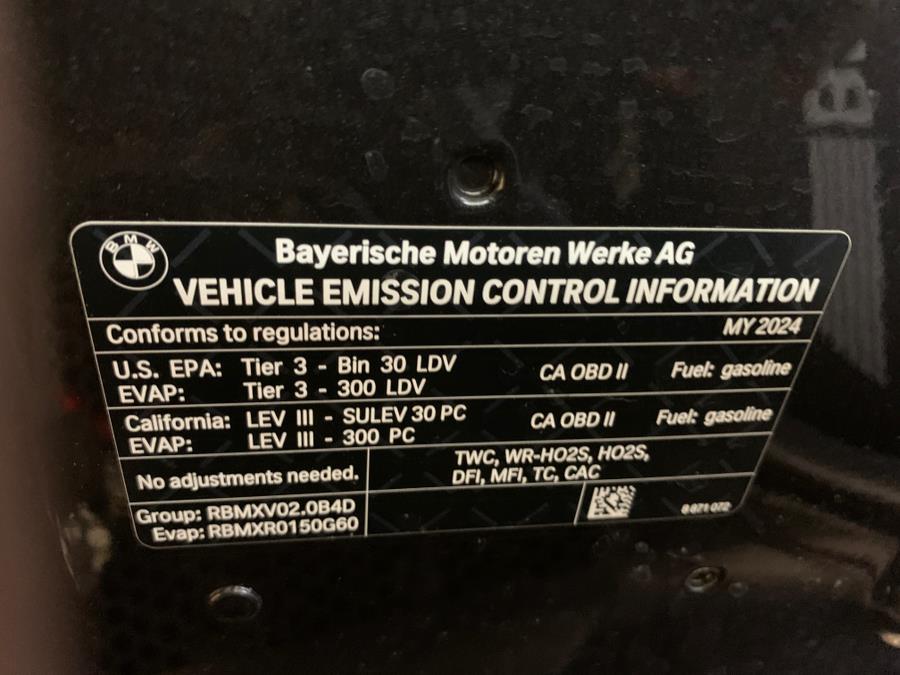 BMW
Bayerische Motoren Werke AG
VEHICLE EMISSION CONTROL INFORMATION
Conforms to regulations: MY 2024
U.S. EPA: Tier 3 - Bin 30 LDV CA OBD II Fuel: gasoline
EVAP: Tier 3 - 300 LDV
California: LEV III - SULEV 30 PC CA OBD II Fuel: gasoline
EVAP: LEV III - 300 PC
No adjustments needed. TWC, WR-HO2S, HO2S,
DFI, MFI, TC, CAC
Group: RBMXV02.0B4D
Evap: RBMXR0150G60
8 871 072